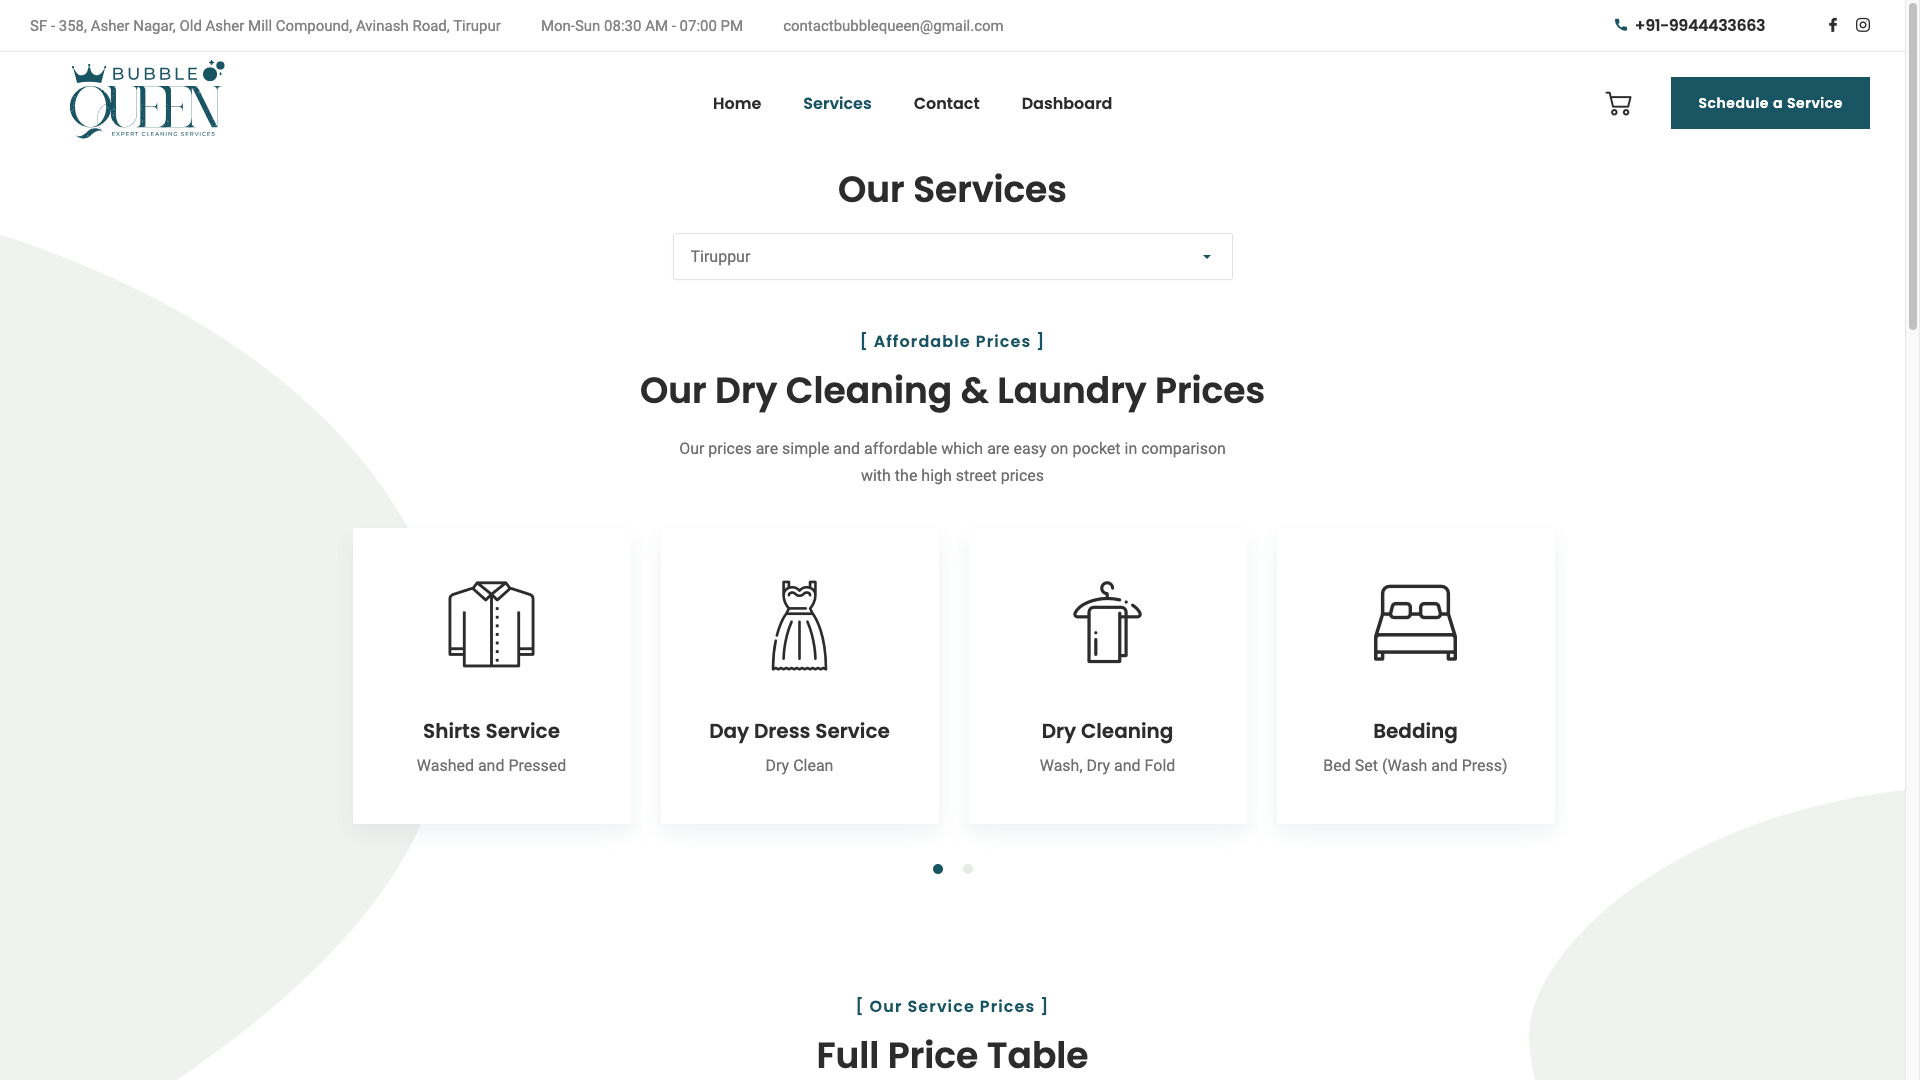 SF - 358, Asher Nagar, Old Asher Mill Compound, Avinash Road, Tirupur
Mon-Sun 08:30 AM - 07:00 PM
contactbubblequeen@gmail.com
+91-9944433663
BUBBLE
QUEEN
EXPERT CLEANING SERVICES
Home
Services
Contact
Dashboard
Schedule a Service
Our Services
Tiruppur
[ Affordable Prices ]
Our Dry Cleaning & Laundry Prices
Our prices are simple and affordable which are easy on pocket in comparison
with the high street prices
Shirts Service
Washed and Pressed
Day Dress Service
Dry Clean
Dry Cleaning
Wash, Dry and Fold
Bedding
Bed Set (Wash and Press)
[ Our Service Prices ]
Full Price Table